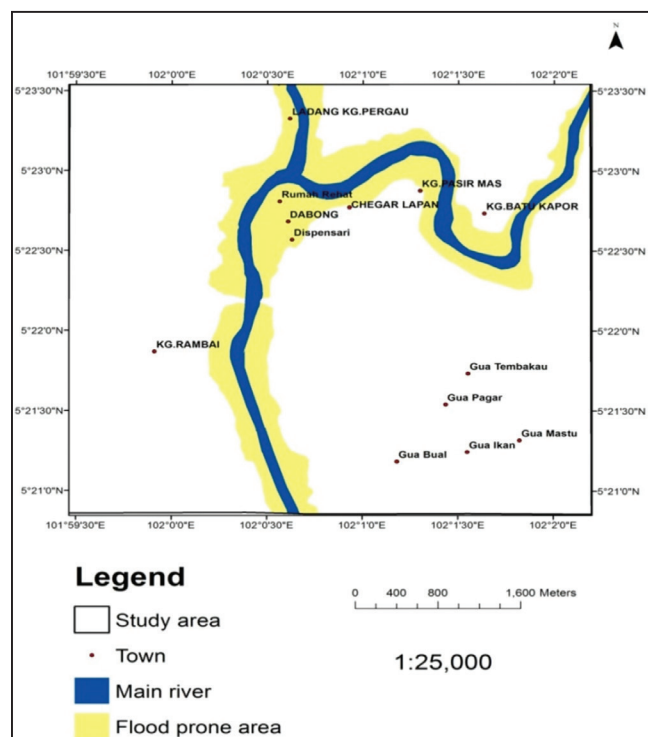 N
101°59'30"E 102°0'0"E 102°0'30"E 102°1'0"E 102°1'30"E 102°2'0"E
5°23'30"N 5°23'30"N
LADANG KG.PERGAU
5°23'0"N 5°23'0"N
KG.PASIR MAS
Rumah Rehat
CHEGAR LAPAN
KG.BATU KAPOR
DABONG
Dispensari
5°22'30"N 5°22'30"N
5°22'0"N 5°22'0"N
KG.RAMBAI
Gua Tembakau
5°21'30"N 5°21'30"N
Gua Pagar
Gua Mastu
Gua Ikan
Gua Bual
5°21'0"N 5°21'0"N
101°59'30"E 102°0'0"E 102°0'30"E 102°1'0"E 102°1'30"E 102°2'0"E
Legend
Study area
Town
Main river
Flood prone area
0 400 800 1,600 Meters
1:25,000